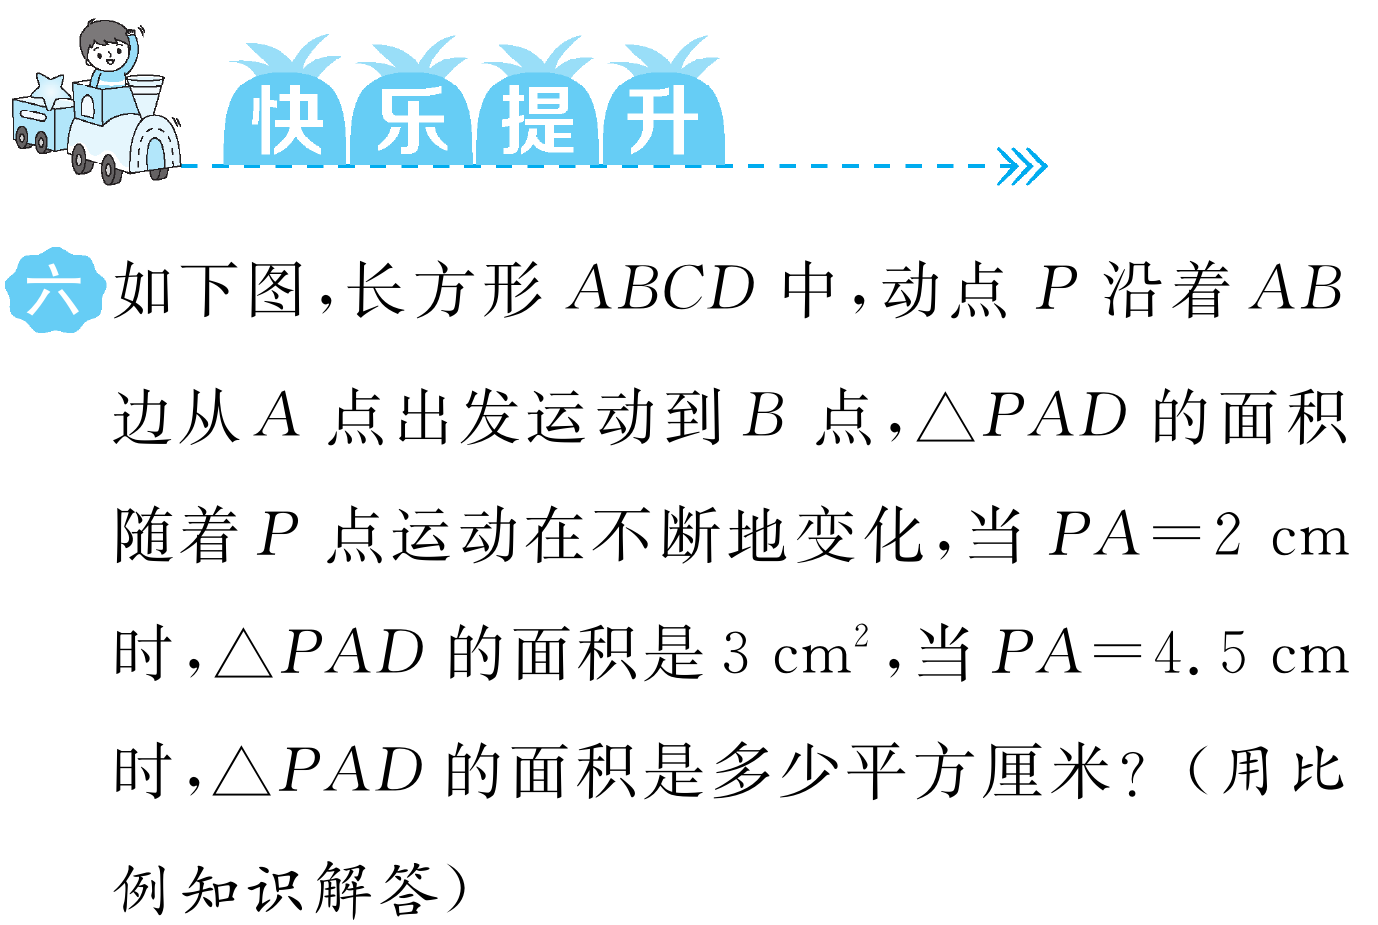 快乐提升
六 如下图,长方形 ABCD 中,动点 P 沿着 AB
边从 A 点出发运动到 B 点,△PAD 的面积
随着 P 点运动在不断地变化,当 PA=2 cm
时,△PAD 的面积是 3 cm²,当 PA=4.5 cm
时,△PAD 的面积是多少平方厘米?(用比
例知识解答)